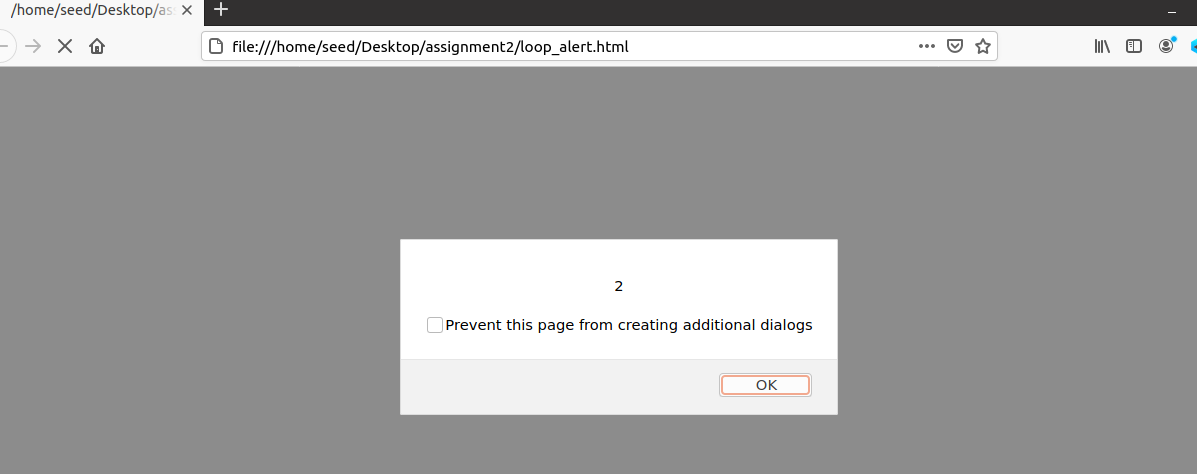 /home/seed/Desktop/ass
file:///home/seed/Desktop/assignment2/loop_alert.html
2
Prevent this page from creating additional dialogs
OK